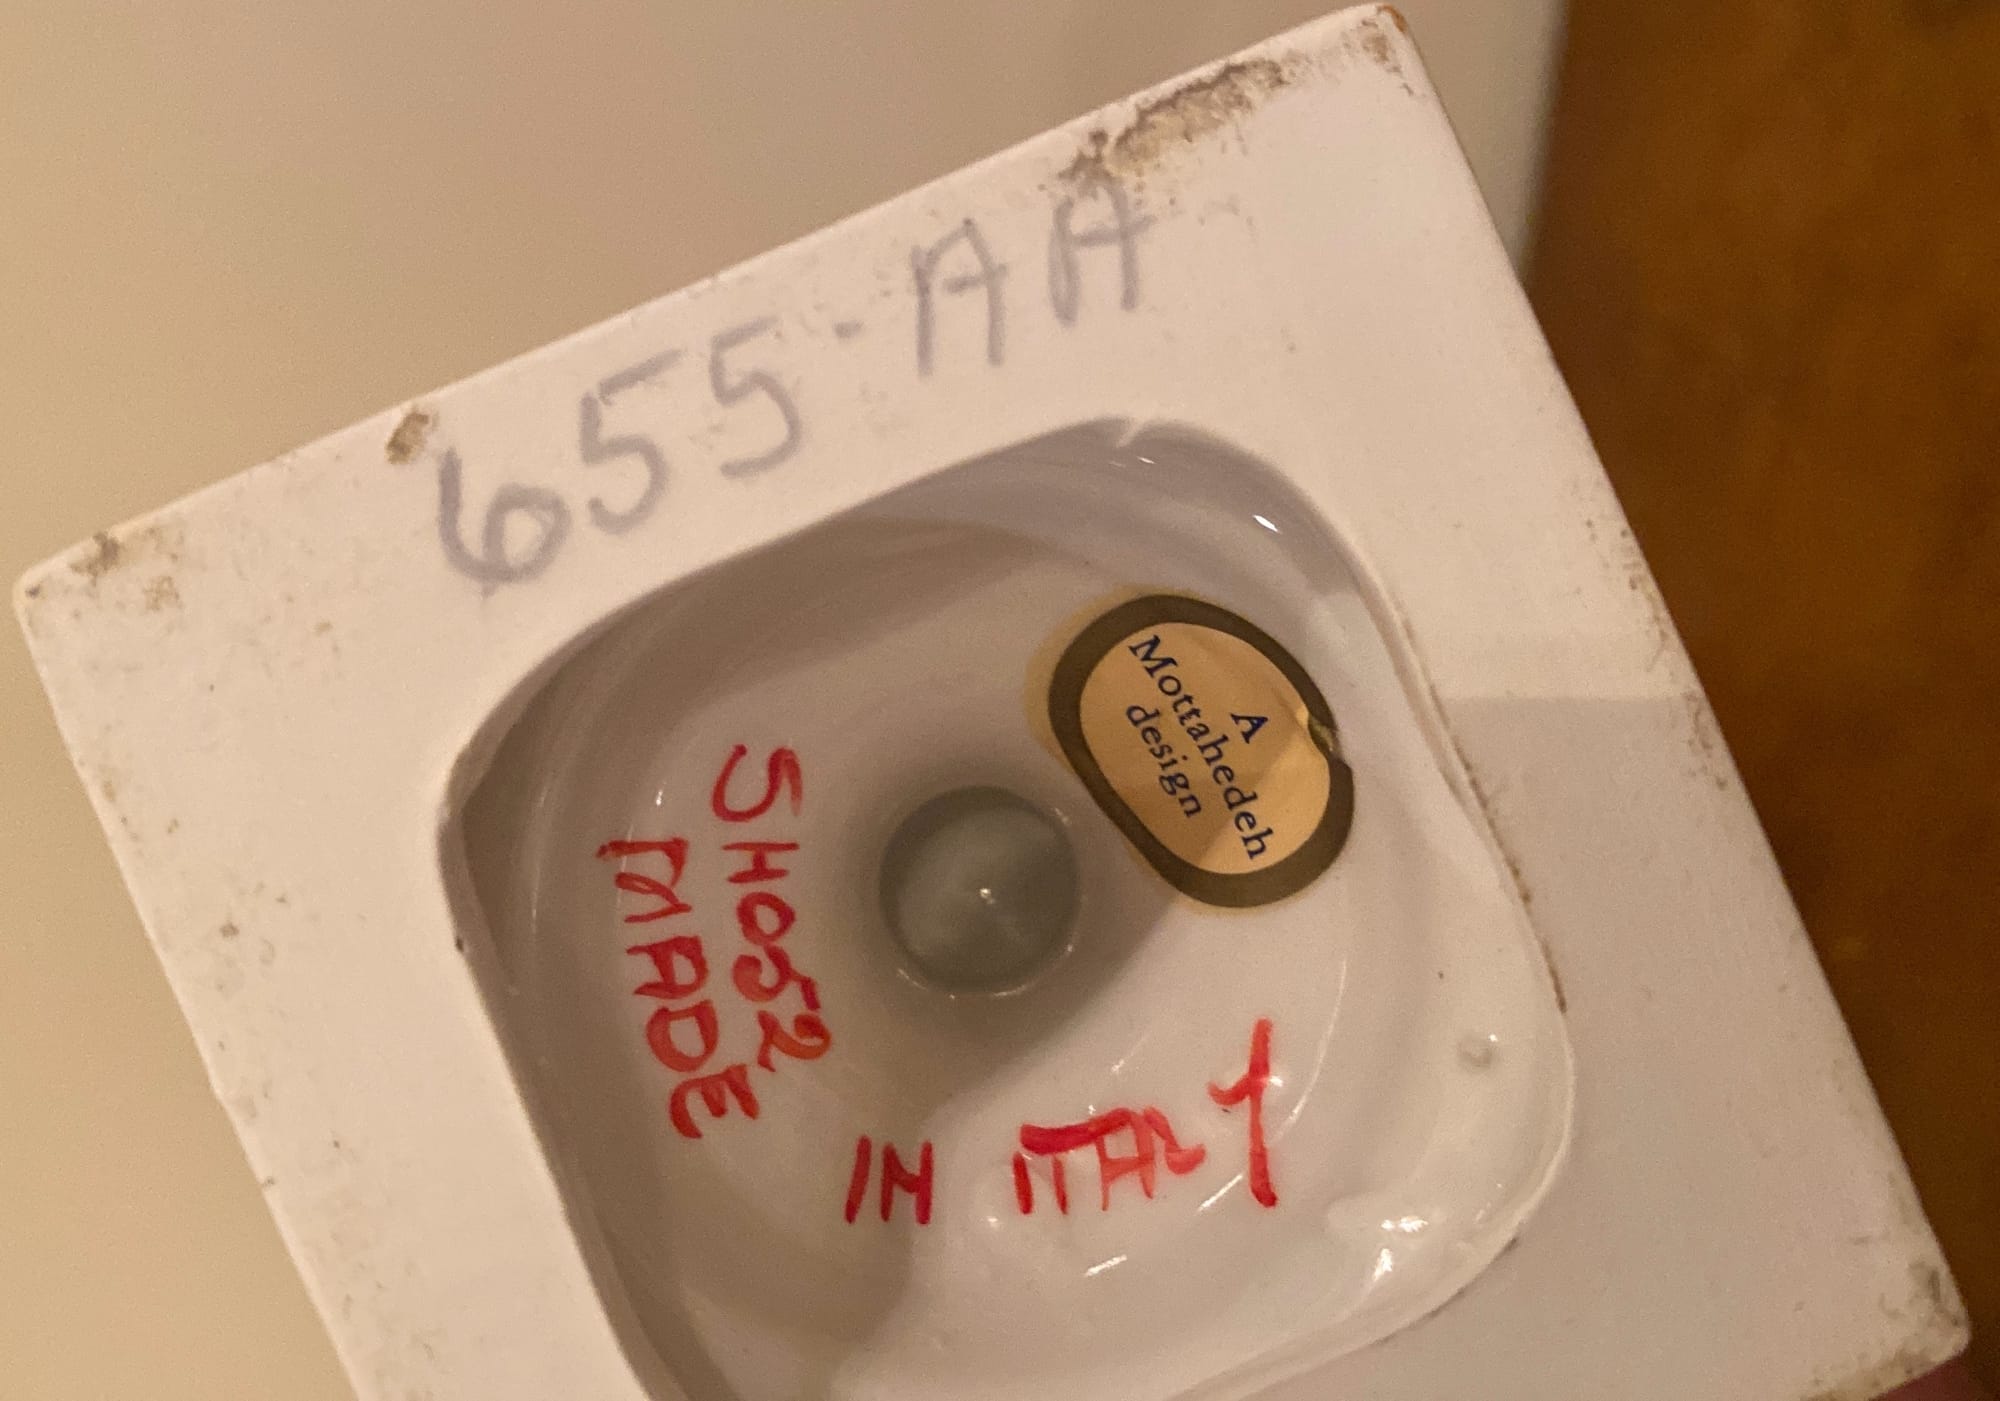 655-AA
A
Mottahedeh
design
SH052
MADE
IN ITALY